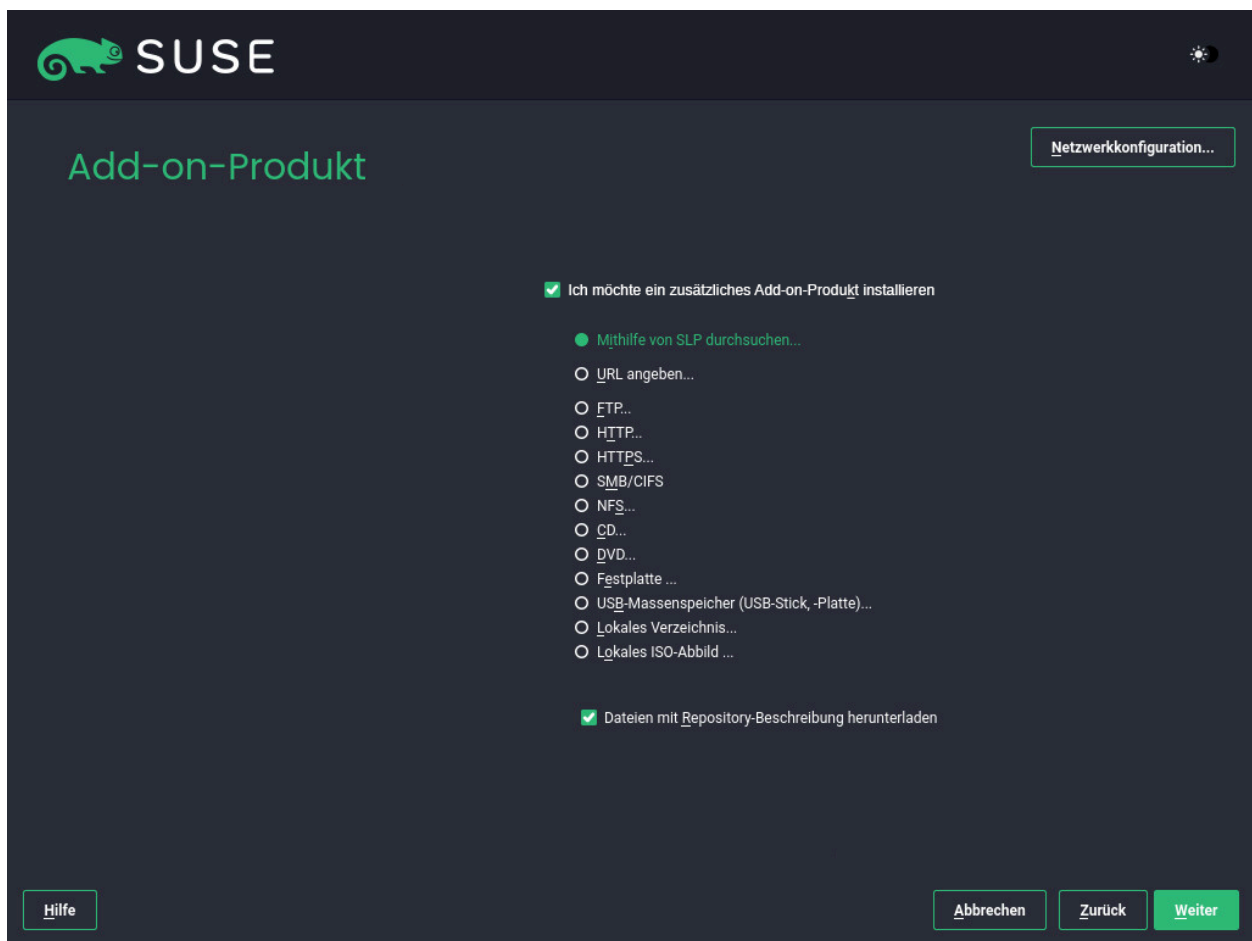 SUSE
Add-on-Produkt
Netzwerkkonfiguration...
Ich möchte ein zusätzliches Add-on-Produkt installieren
Mithilfe von SLP durchsuchen...
URL angeben...
FTP...
HTTP...
HTTPS...
SMB/CIFS
NFS...
CD...
DVD...
Festplatte ...
USB-Massenspeicher (USB-Stick, -Platte)...
Lokales Verzeichnis...
Lokales ISO-Abbild ...
Dateien mit Repository-Beschreibung herunterladen
Hilfe
Abbrechen
Zurück
Weiter